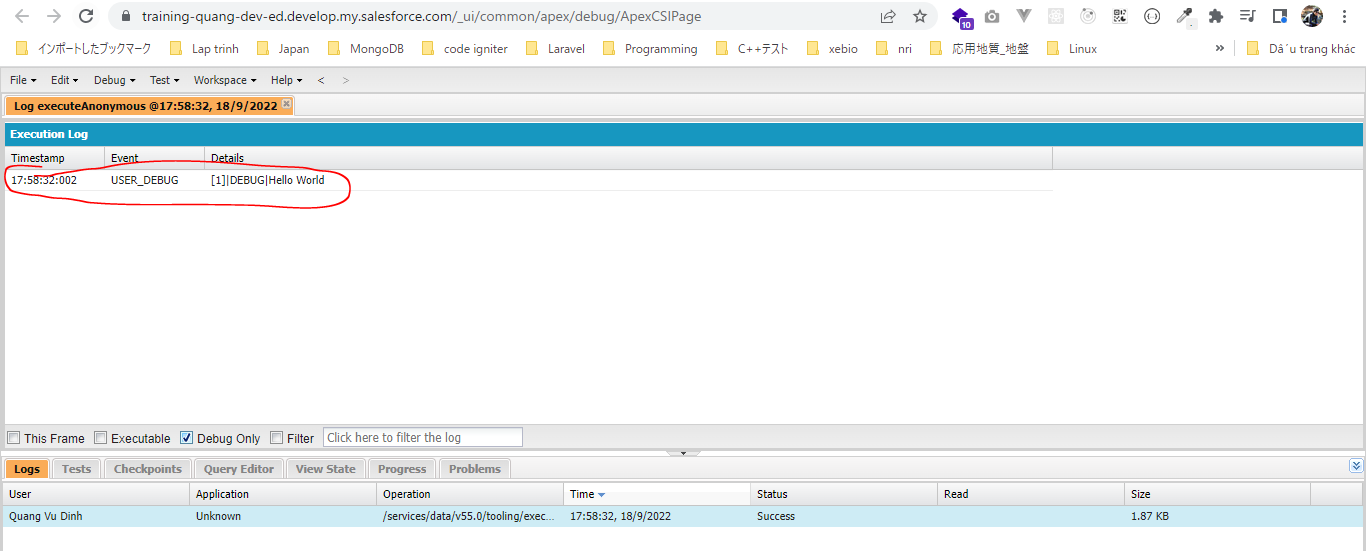 training-quang-dev-ed.develop.my.salesforce.com/_ui/common/apex/debug/ApexCSIPage
10
インポートしたブックマーク Lap trinh Japan MongoDB code igniter Laravel Programming C++テスト xebio nri 応用地質_地盤 Linux » Dấu trang khác
File Edit Debug Test Workspace Help < >
Log executeAnonymous @17:58:32, 18/9/2022
Execution Log
Timestamp Event Details
17:58:32:002 USER_DEBUG [1]|DEBUG|Hello World
This Frame Executable Debug Only Filter Click here to filter the log
Logs Tests Checkpoints Query Editor View State Progress Problems
User Application Operation Time Status Read Size
Quang Vu Dinh Unknown /services/data/v55.0/tooling/exec... 17:58:32, 18/9/2022 Success 1.87 KB